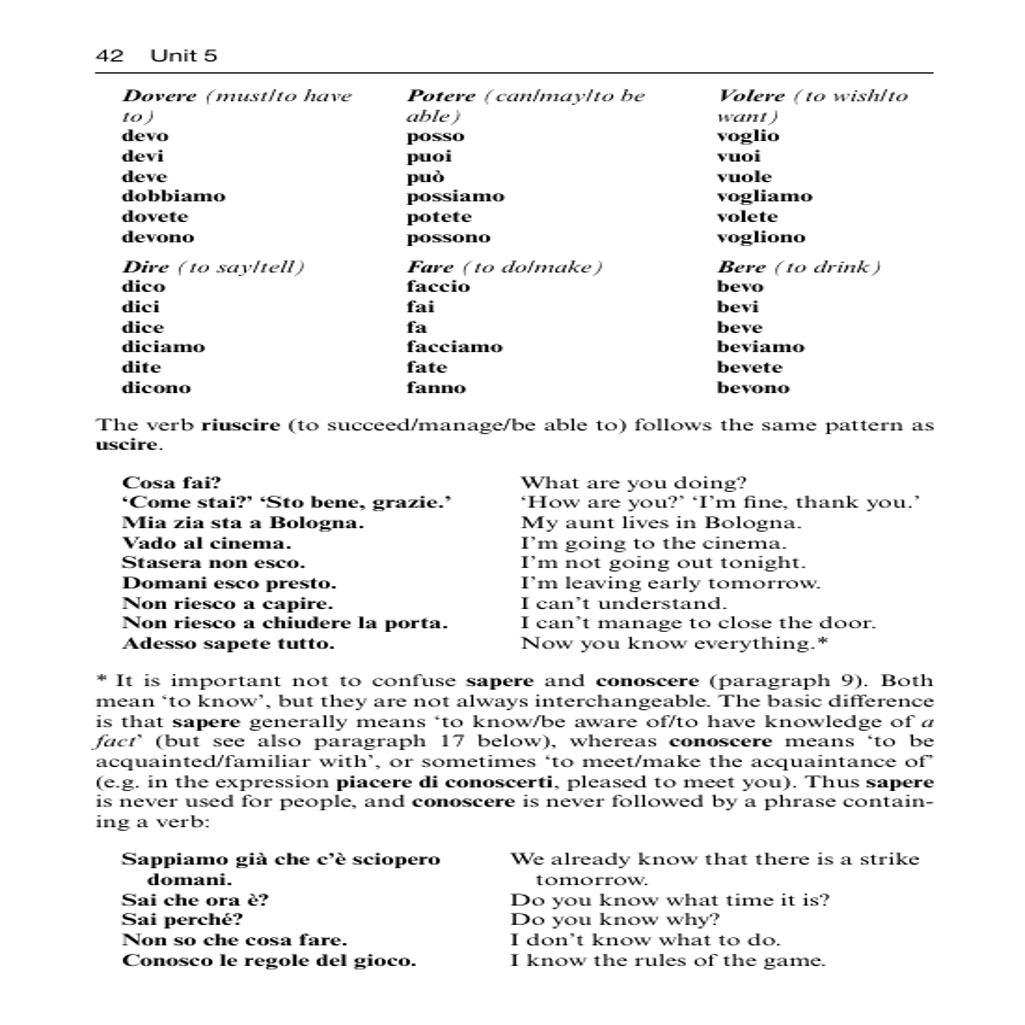 42 Unit 5
Dovere (must/to have to)
devo
devi
deve
dobbiamo
dovete
devono
Potere (can/may/to be able)
posso
puoi
può
possiamo
potete
possono
Volere (to wish/to want)
voglio
vuoi
vuole
vogliamo
volete
vogliono
Dire (to say/tell)
dico
dici
dice
diciamo
dite
dicono
Fare (to do/make)
faccio
fai
fa
facciamo
fate
fanno
Bere (to drink)
bevo
bevi
beve
beviamo
bevete
bevono
The verb riuscire (to succeed/manage/be able to) follows the same pattern as
uscire.
Cosa fai? What are you doing?
‘Come stai?’ ‘Sto bene, grazie.’ ‘How are you?’ ‘I’m fine, thank you.’
Mia zia sta a Bologna. My aunt lives in Bologna.
Vado al cinema. I’m going to the cinema.
Stasera non esco. I’m not going out tonight.
Domani esco presto. I’m leaving early tomorrow.
Non riesco a capire. I can’t understand.
Non riesco a chiudere la porta. I can’t manage to close the door.
Adesso sapete tutto. Now you know everything.*
* It is important not to confuse sapere and conoscere (paragraph 9). Both
mean ‘to know’, but they are not always interchangeable. The basic difference
is that sapere generally means ‘to know/be aware of/to have knowledge of a
fact’ (but see also paragraph 17 below), whereas conoscere means ‘to be
acquainted/familiar with’, or sometimes ‘to meet/make the acquaintance of’
(e.g. in the expression piacere di conoscerti, pleased to meet you). Thus sapere
is never used for people, and conoscere is never followed by a phrase contain-
ing a verb:
Sappiamo già che c’è sciopero We already know that there is a strike
domani. tomorrow.
Sai che ora è? Do you know what time it is?
Sai perché? Do you know why?
Non so che cosa fare. I don’t know what to do.
Conosco le regole del gioco. I know the rules of the game.